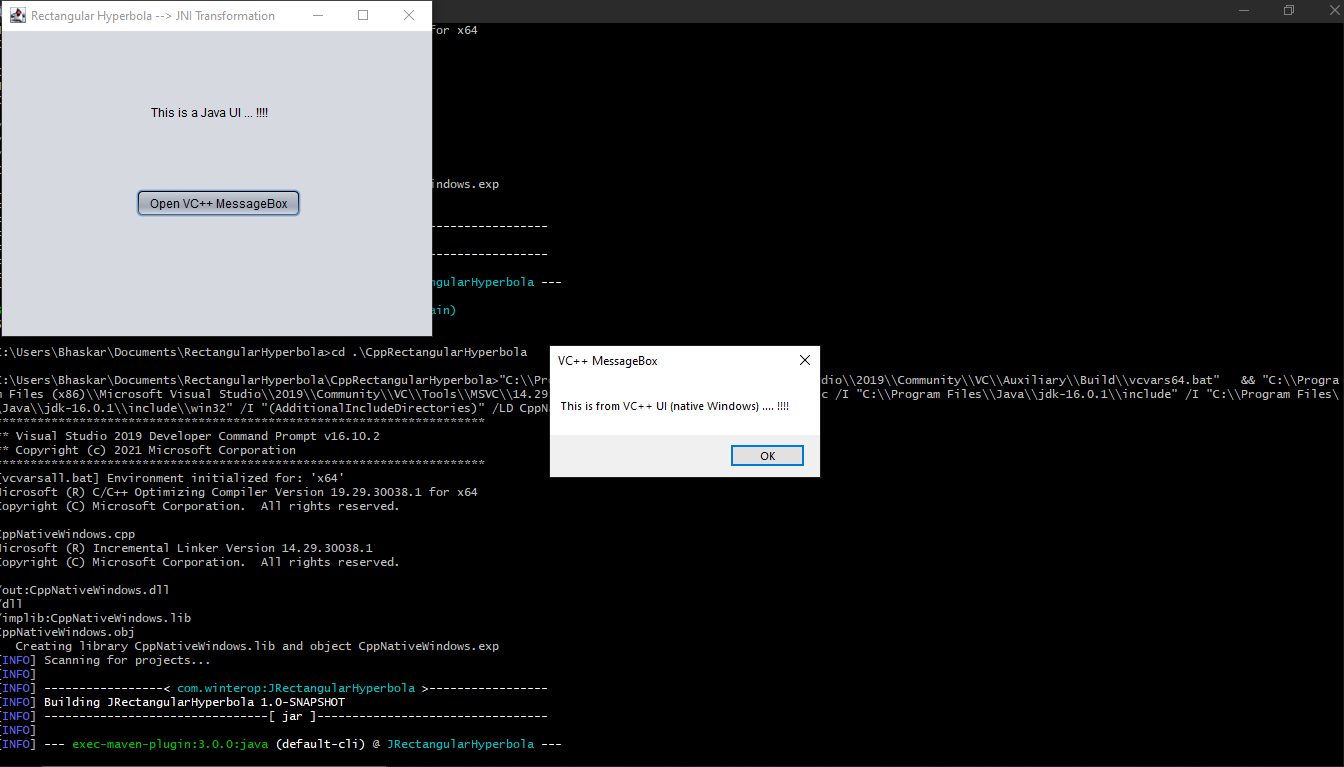 Rectangular Hyperbola --> JNI Transformation
This is a Java UI ... !!!!
Open VC++ MessageBox
for x64
indows.exp
-----------------
-----------------
ngularHyperbola ---
ain)
C:\Users\Bhaskar\Documents\RectangularHyperbola>cd .\CppRectangularHyperbola
VC++ MessageBox
This is from VC++ UI (native Windows) .... !!!!
OK
C:\Users\Bhaskar\Documents\RectangularHyperbola\CppRectangularHyperbola>"C:\\Pro dio\\2019\\Community\\VC\\Auxiliary\\Build\\vcvars64.bat"   && "C:\\Progra
m Files (x86)\\Microsoft Visual Studio\\2019\\Community\\VC\\Tools\\MSVC\\14.29 c /I "C:\\Program Files\\Java\\jdk-16.0.1\\include" /I "C:\\Program Files\
\Java\\jdk-16.0.1\\include\\win32" /I "(AdditionalIncludeDirectories)" /LD CppN
**********************************************************************
** Visual Studio 2019 Developer Command Prompt v16.10.2
** Copyright (c) 2021 Microsoft Corporation
**********************************************************************
[vcvarsall.bat] Environment initialized for: 'x64'
Microsoft (R) C/C++ Optimizing Compiler Version 19.29.30038.1 for x64
Copyright (C) Microsoft Corporation.  All rights reserved.
CppNativeWindows.cpp
Microsoft (R) Incremental Linker Version 14.29.30038.1
Copyright (C) Microsoft Corporation.  All rights reserved.
/out:CppNativeWindows.dll
/dll
/implib:CppNativeWindows.lib
CppNativeWindows.obj
   Creating library CppNativeWindows.lib and object CppNativeWindows.exp
[INFO] Scanning for projects...
[INFO]
[INFO] -----------------< com.winterop:JRectangularHyperbola >-----------------
[INFO] Building JRectangularHyperbola 1.0-SNAPSHOT
[INFO] --------------------------------[ jar ]---------------------------------
[INFO]
[INFO] --- exec-maven-plugin:3.0.0:java (default-cli) @ JRectangularHyperbola ---